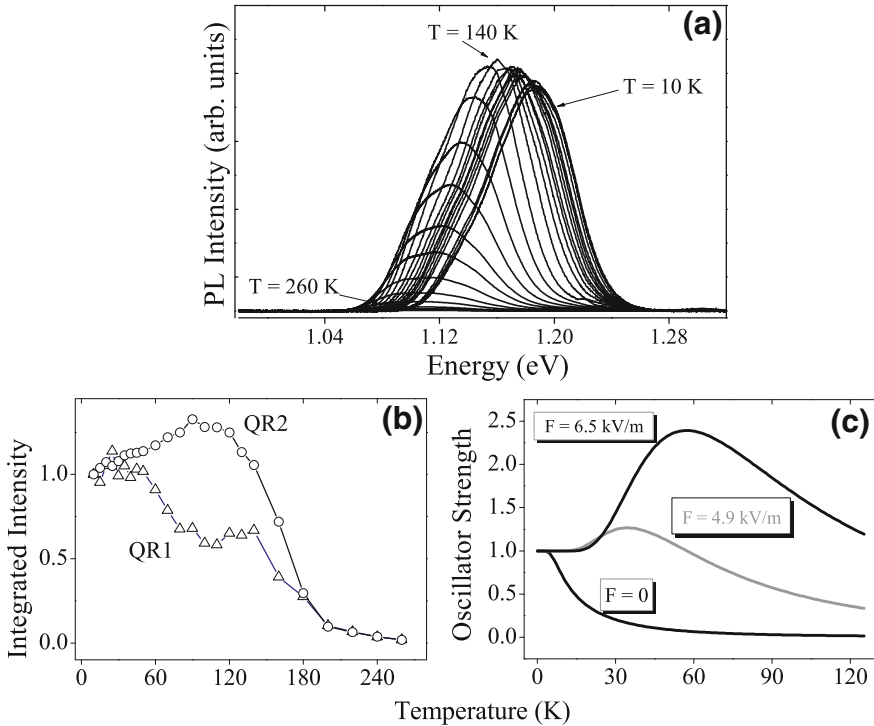 (a)
T = 140 K
T = 10 K
T = 260 K
PL Intensity (arb. units)
1.04 1.12 1.20 1.28
Energy (eV)
(b)
QR2
QR1
Integrated Intensity
1.0
0.5
0.0
0 60 120 180 240
(c)
F = 6.5 kV/m
F = 4.9 kV/m
F = 0
Oscillator Strength
2.5
2.0
1.5
1.0
0.5
0.0
0 30 60 90 120
Temperature (K)